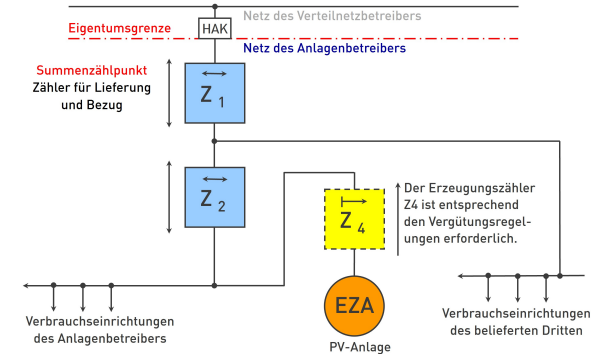 Netz des Verteilnetzbetreibers
Eigentumsgrenze
HAK
Netz des Anlagenbetreibers
Summenzählpunkt
Zähler für Lieferung
und Bezug
Z 1
Z 2
Z 4
Der Erzeugungszähler
Z4 ist entsprechend
den Vergütungsregel-
ungen erforderlich.
EZA
PV-Anlage
Verbrauchseinrichtungen
des Anlagenbetreibers
Verbrauchseinrichtungen
des belieferten Dritten